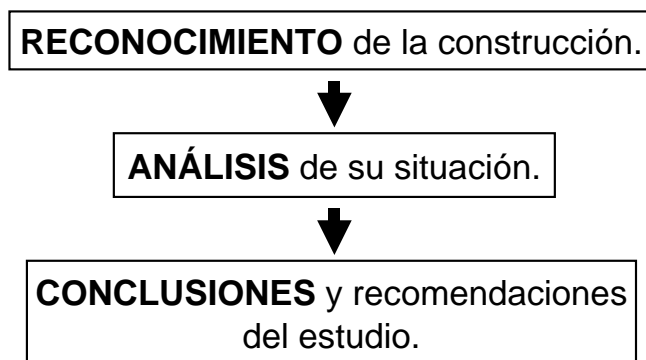 RECONOCIMIENTO de la construcción.
ANÁLISIS de su situación.
CONCLUSIONES y recomendaciones
del estudio.